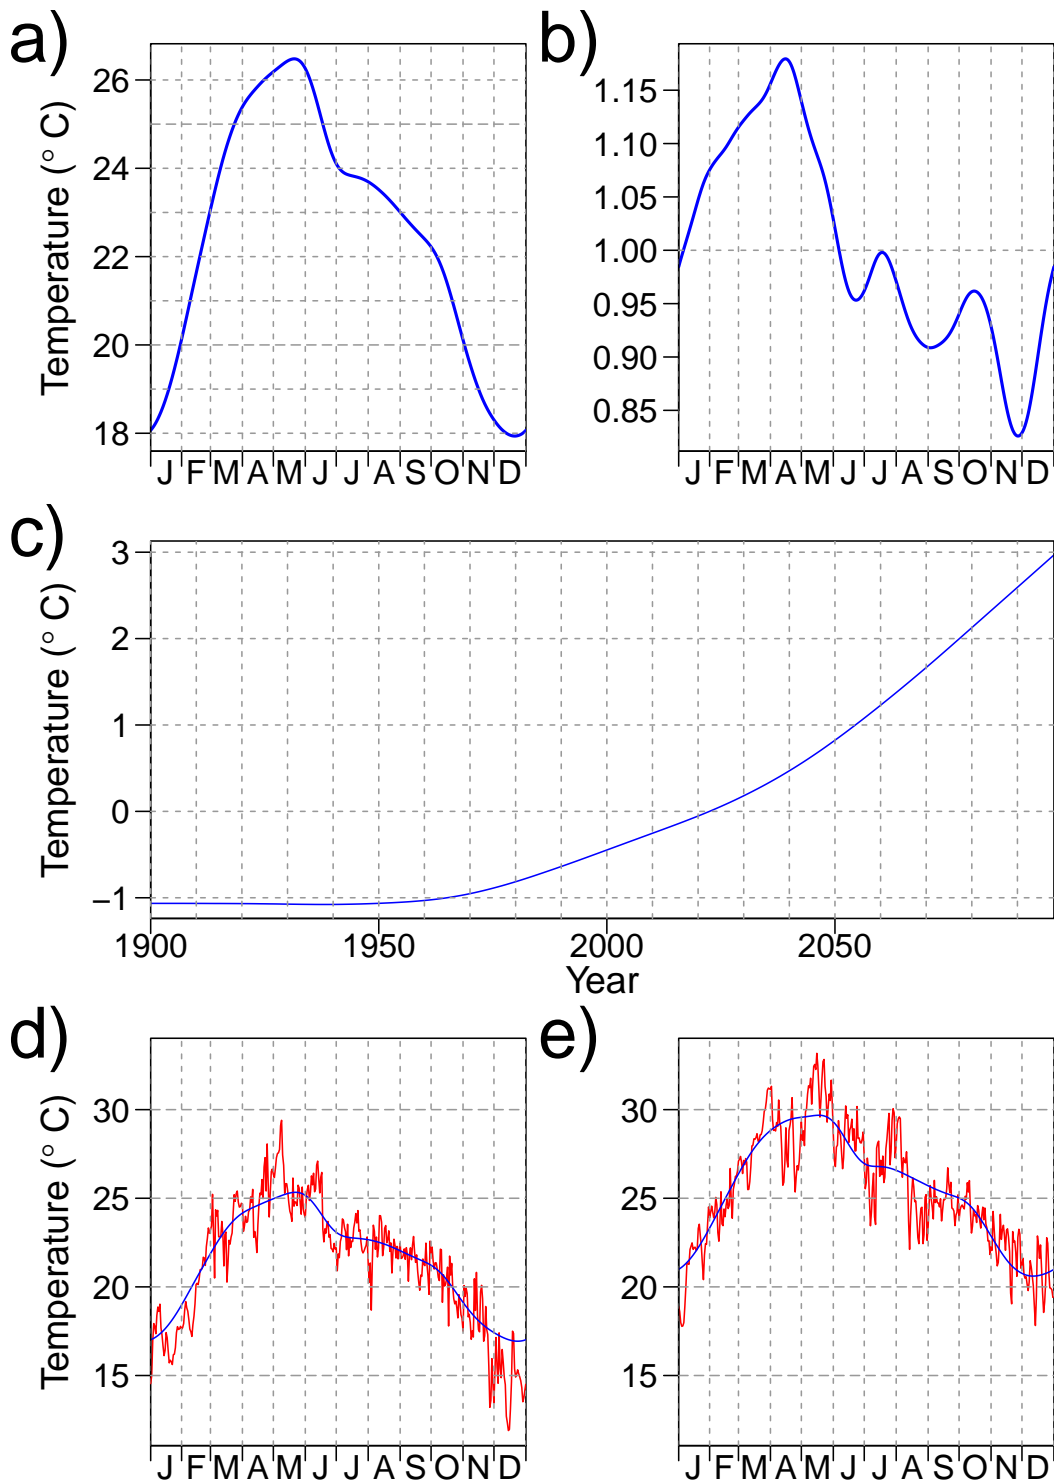 a)
Temperature (° C)
26
24
22
20
18
J F M A M J J A S O N D
b)
1.15
1.10
1.05
1.00
0.95
0.90
0.85
J F M A M J J A S O N D
c)
Temperature (° C)
3
2
1
0
−1
1900 1950 2000 2050
Year
d)
Temperature (° C)
30
25
20
15
J F M A M J J A S O N D
e)
30
25
20
15
J F M A M J J A S O N D